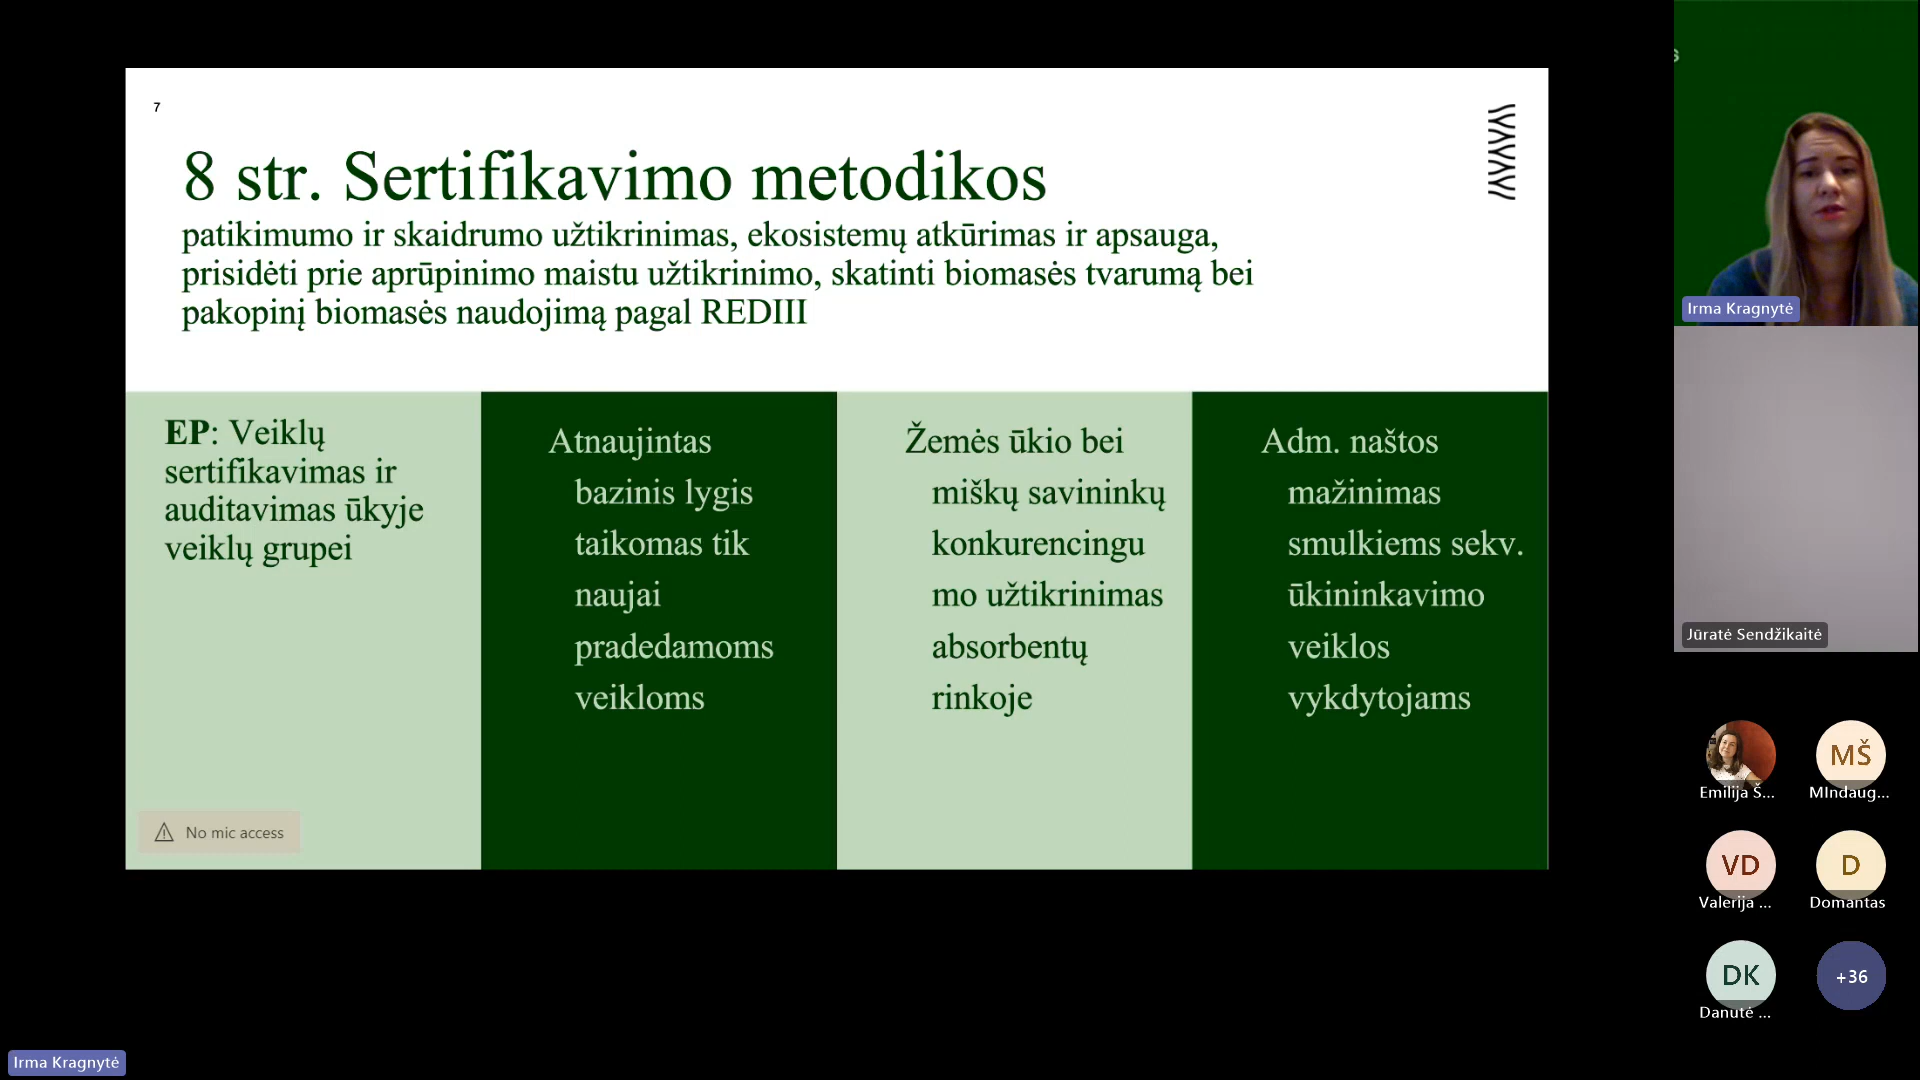 7
8 str. Sertifikavimo metodikos
patikimumo ir skaidrumo užtikrinimas, ekosistemų atkūrimas ir apsauga,
prisidėti prie aprūpinimo maistu užtikrinimo, skatinti biomasės tvarumą bei
pakopinį biomasės naudojimą pagal REDIII
EP: Veiklų
sertifikavimas ir
auditavimas ūkyje
veiklų grupei
Atnaujintas
bazinis lygis
taikomas tik
naujai
pradedamoms
veikloms
Žemės ūkio bei
miškų savininkų
konkurencingu
mo užtikrinimas
absorbentų
rinkoje
Adm. naštos
mažinimas
smulkiems sekv.
ūkininkavimo
veiklos
vykdytojams
No mic access
s
Irma Kragnytė
Jūratė Sendžikaitė
MŠ
Emilija Š...
MIndaug...
VD
D
Valerija ...
Domantas
DK
+36
Danutė ...
Irma Kragnytė